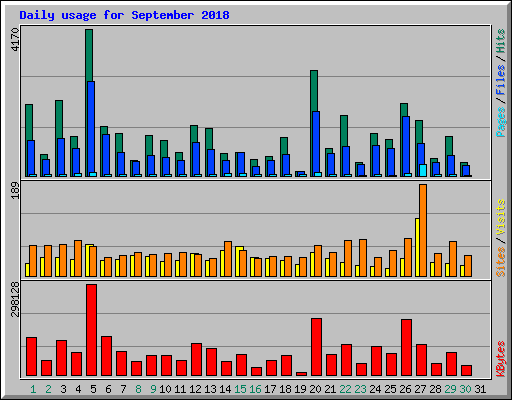 Daily usage for September 2018
4170
189
298128
Pages / Files / Hits
Sites / Visits
KBytes
1 2 3 4 5 6 7 8 9 10 11 12 13 14 15 16 17 18 19 20 21 22 23 24 25 26 27 28 29 30 31